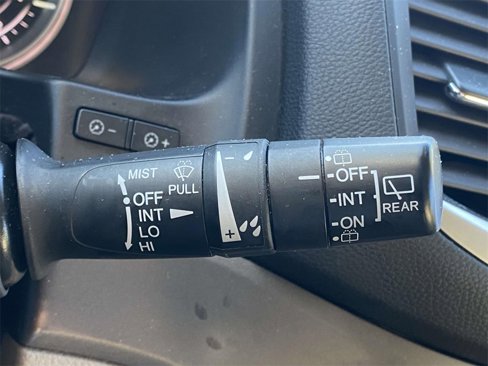 MIST
PULL
OFF
INT
LO
HI
-
+
OFF
INT
ON
REAR
-
+